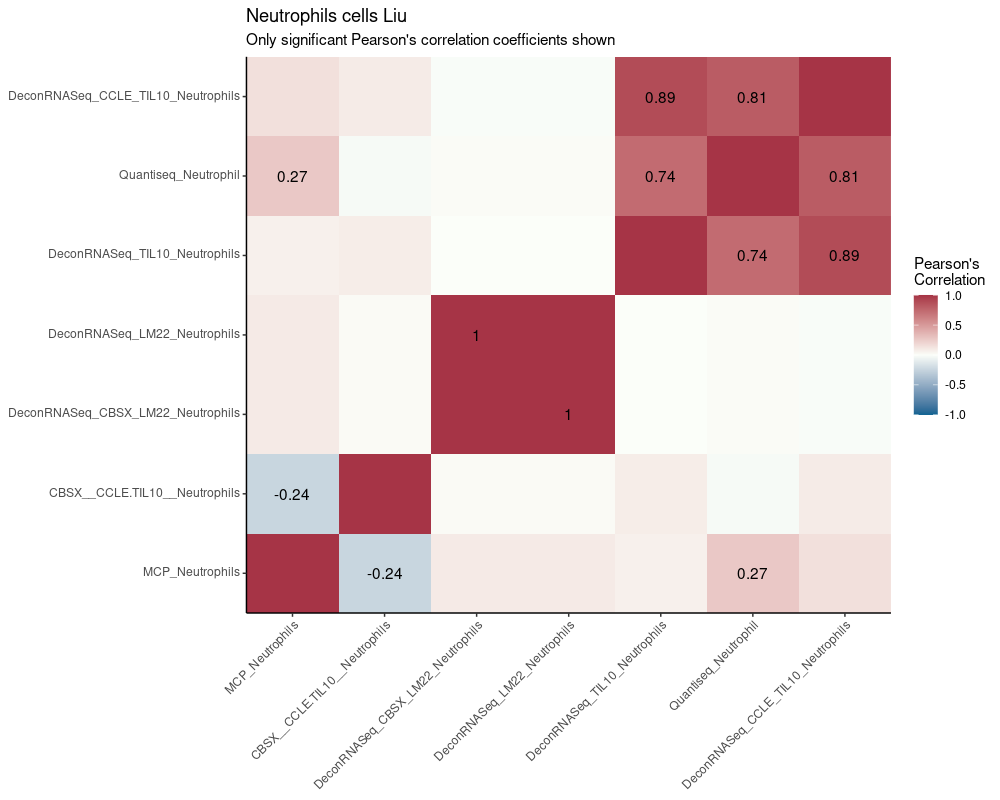 Neutrophils cells Liu
Only significant Pearson's correlation coefficients shown
DeconRNASeq_CCLE_TIL10_Neutrophils
0.89
0.81
Quantiseq_Neutrophil
0.27
0.74
0.81
DeconRNASeq_TIL10_Neutrophils
0.74
0.89
DeconRNASeq_LM22_Neutrophils
1
DeconRNASeq_CBSX_LM22_Neutrophils
1
CBSX__CCLE.TIL10__Neutrophils
-0.24
MCP_Neutrophils
-0.24
0.27
MCP_Neutrophils
CBSX__CCLE.TIL10__Neutrophils
DeconRNASeq_CBSX_LM22_Neutrophils
DeconRNASeq_LM22_Neutrophils
DeconRNASeq_TIL10_Neutrophils
Quantiseq_Neutrophil
DeconRNASeq_CCLE_TIL10_Neutrophils
Pearson's
Correlation
1.0
0.5
0.0
-0.5
-1.0